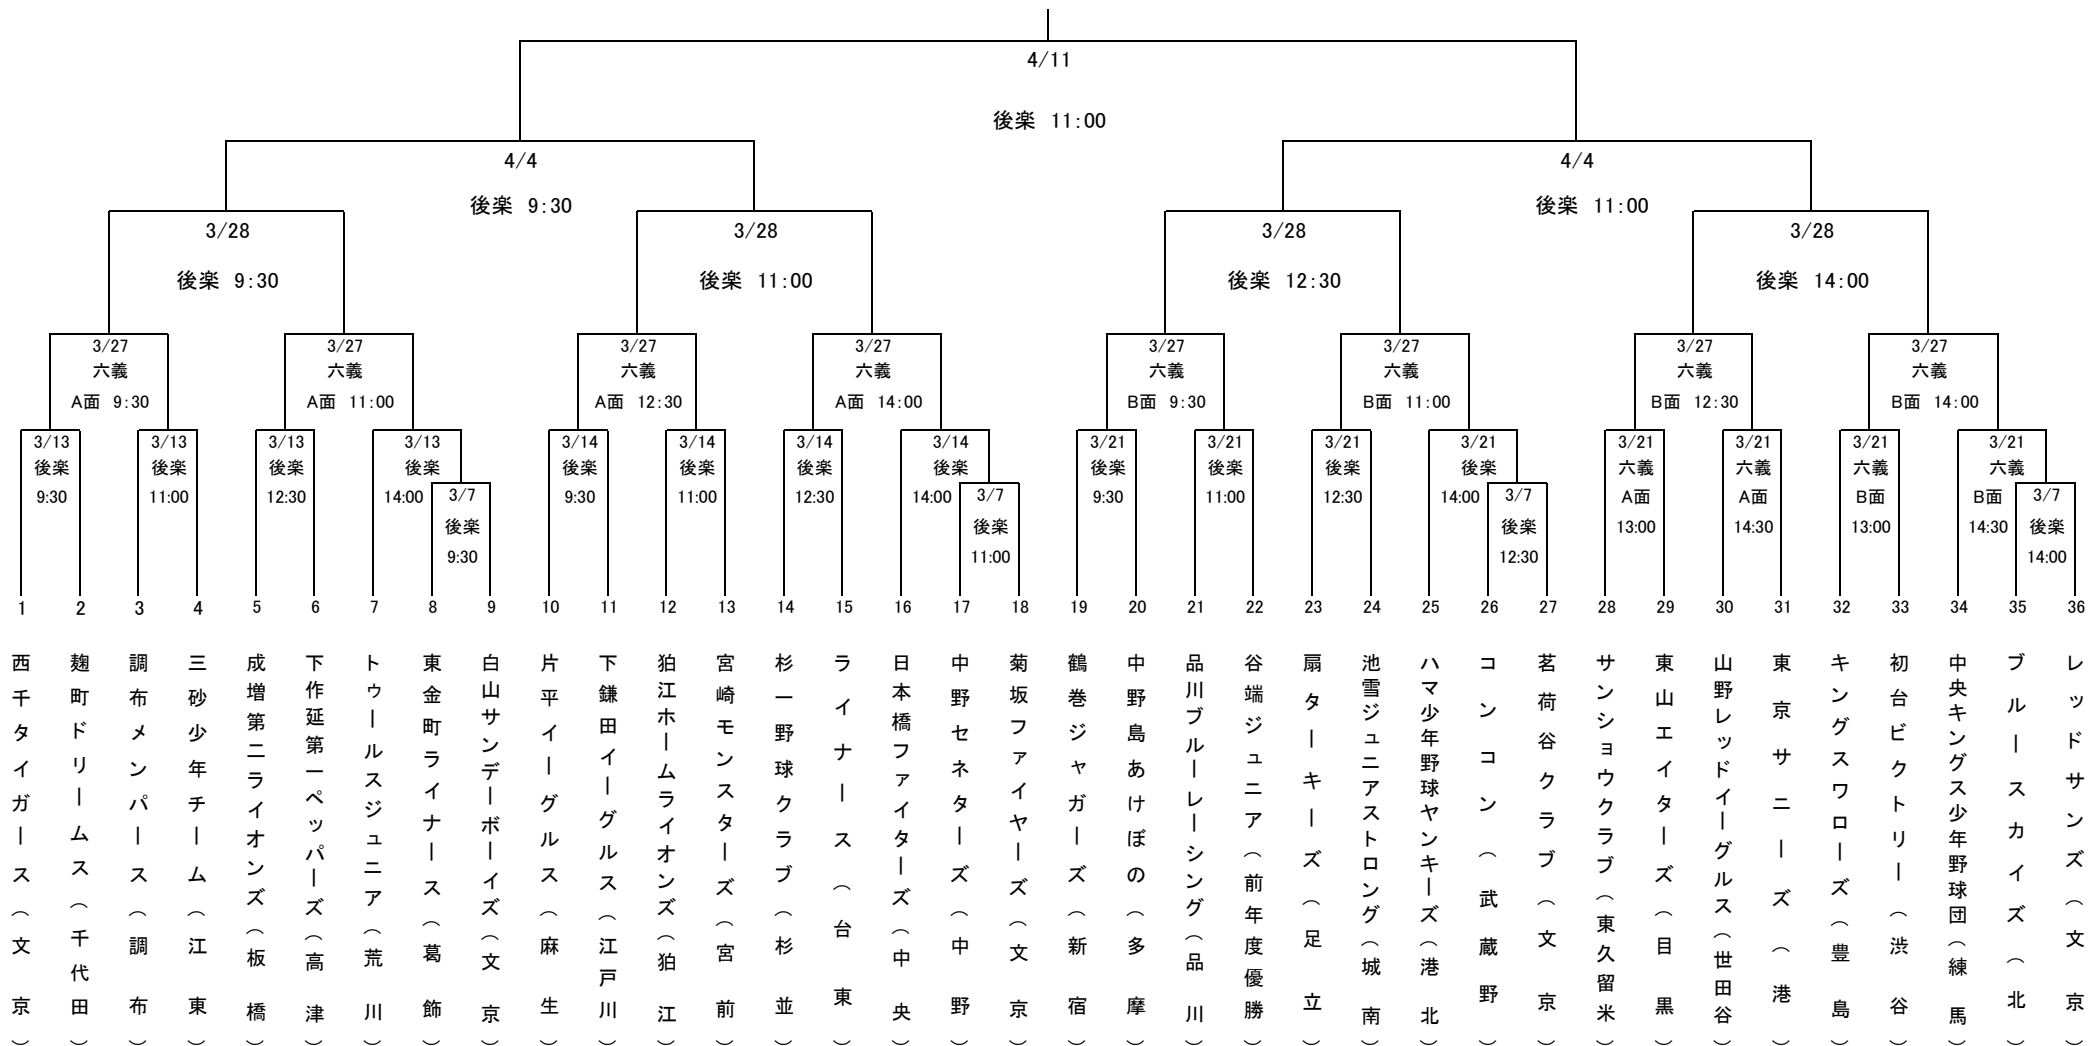 4/11
後楽 11:00
4/4
4/4
後楽 9:30
後楽 11:00
3/28
3/28
3/28
3/28
後楽 9:30
後楽 11:00
後楽 12:30
後楽 14:00
3/27
六義
A面 9:30
3/27
六義
A面 11:00
3/27
六義
A面 12:30
3/27
六義
A面 14:00
3/27
六義
B面 9:30
3/27
六義
B面 11:00
3/27
六義
B面 12:30
3/27
六義
B面 14:00
3/13
後楽
9:30
3/13
後楽
11:00
3/13
後楽
12:30
3/13
後楽
14:00
3/7
後楽
9:30
3/14
後楽
9:30
3/14
後楽
11:00
3/14
後楽
12:30
3/14
後楽
14:00
3/7
後楽
11:00
3/21
後楽
9:30
3/21
後楽
11:00
3/21
後楽
12:30
3/21
後楽
14:00
3/7
後楽
12:30
3/21
六義
A面
13:00
3/21
六義
A面
14:30
3/21
六義
B面
13:00
3/21
六義
B面
14:30
3/7
後楽
14:00
1
西千タイガース（文京）
2
麹町ドリームス（千代田）
3
調布メンパース（調布）
4
三砂少年チーム（江東）
5
成増第二ライオンズ（板橋）
6
下作延第一ペッパーズ（高津）
7
トゥールスジュニア（荒川）
8
東金町ライナース（葛飾）
9
白山サンデーボーイズ（文京）
10
片平イーグルス（麻生）
11
下鎌田イーグルス（江戸川）
12
狛江ホームライオンズ（狛江）
13
宮崎モンスターズ（宮前）
14
杉一野球クラブ（杉並）
15
ライナース（台東）
16
日本橋ファイターズ（中央）
17
中野セネターズ（中野）
18
菊坂ファイヤーズ（文京）
19
鶴巻ジャガーズ（新宿）
20
中野島あけぼの（多摩）
21
品川ブルーレーシング（品川）
22
谷端ジュニア（前年度優勝）
23
扇ターキーズ（足立）
24
池雪ジュニアストロング（城南）
25
ハマ少年野球ヤンキーズ（港北）
26
コンコン（武蔵野）
27
茗荷谷クラブ（文京）
28
サンショウクラブ（東久留米）
29
東山エイターズ（目黒）
30
山野レッドイーグルス（世田谷）
31
東京サニーズ（港）
32
キングスワローズ（豊島）
33
初台ビクトリー（渋谷）
34
中央キングス少年野球団（練馬）
35
ブルースカイズ（北）
36
レッドサンズ（文京）